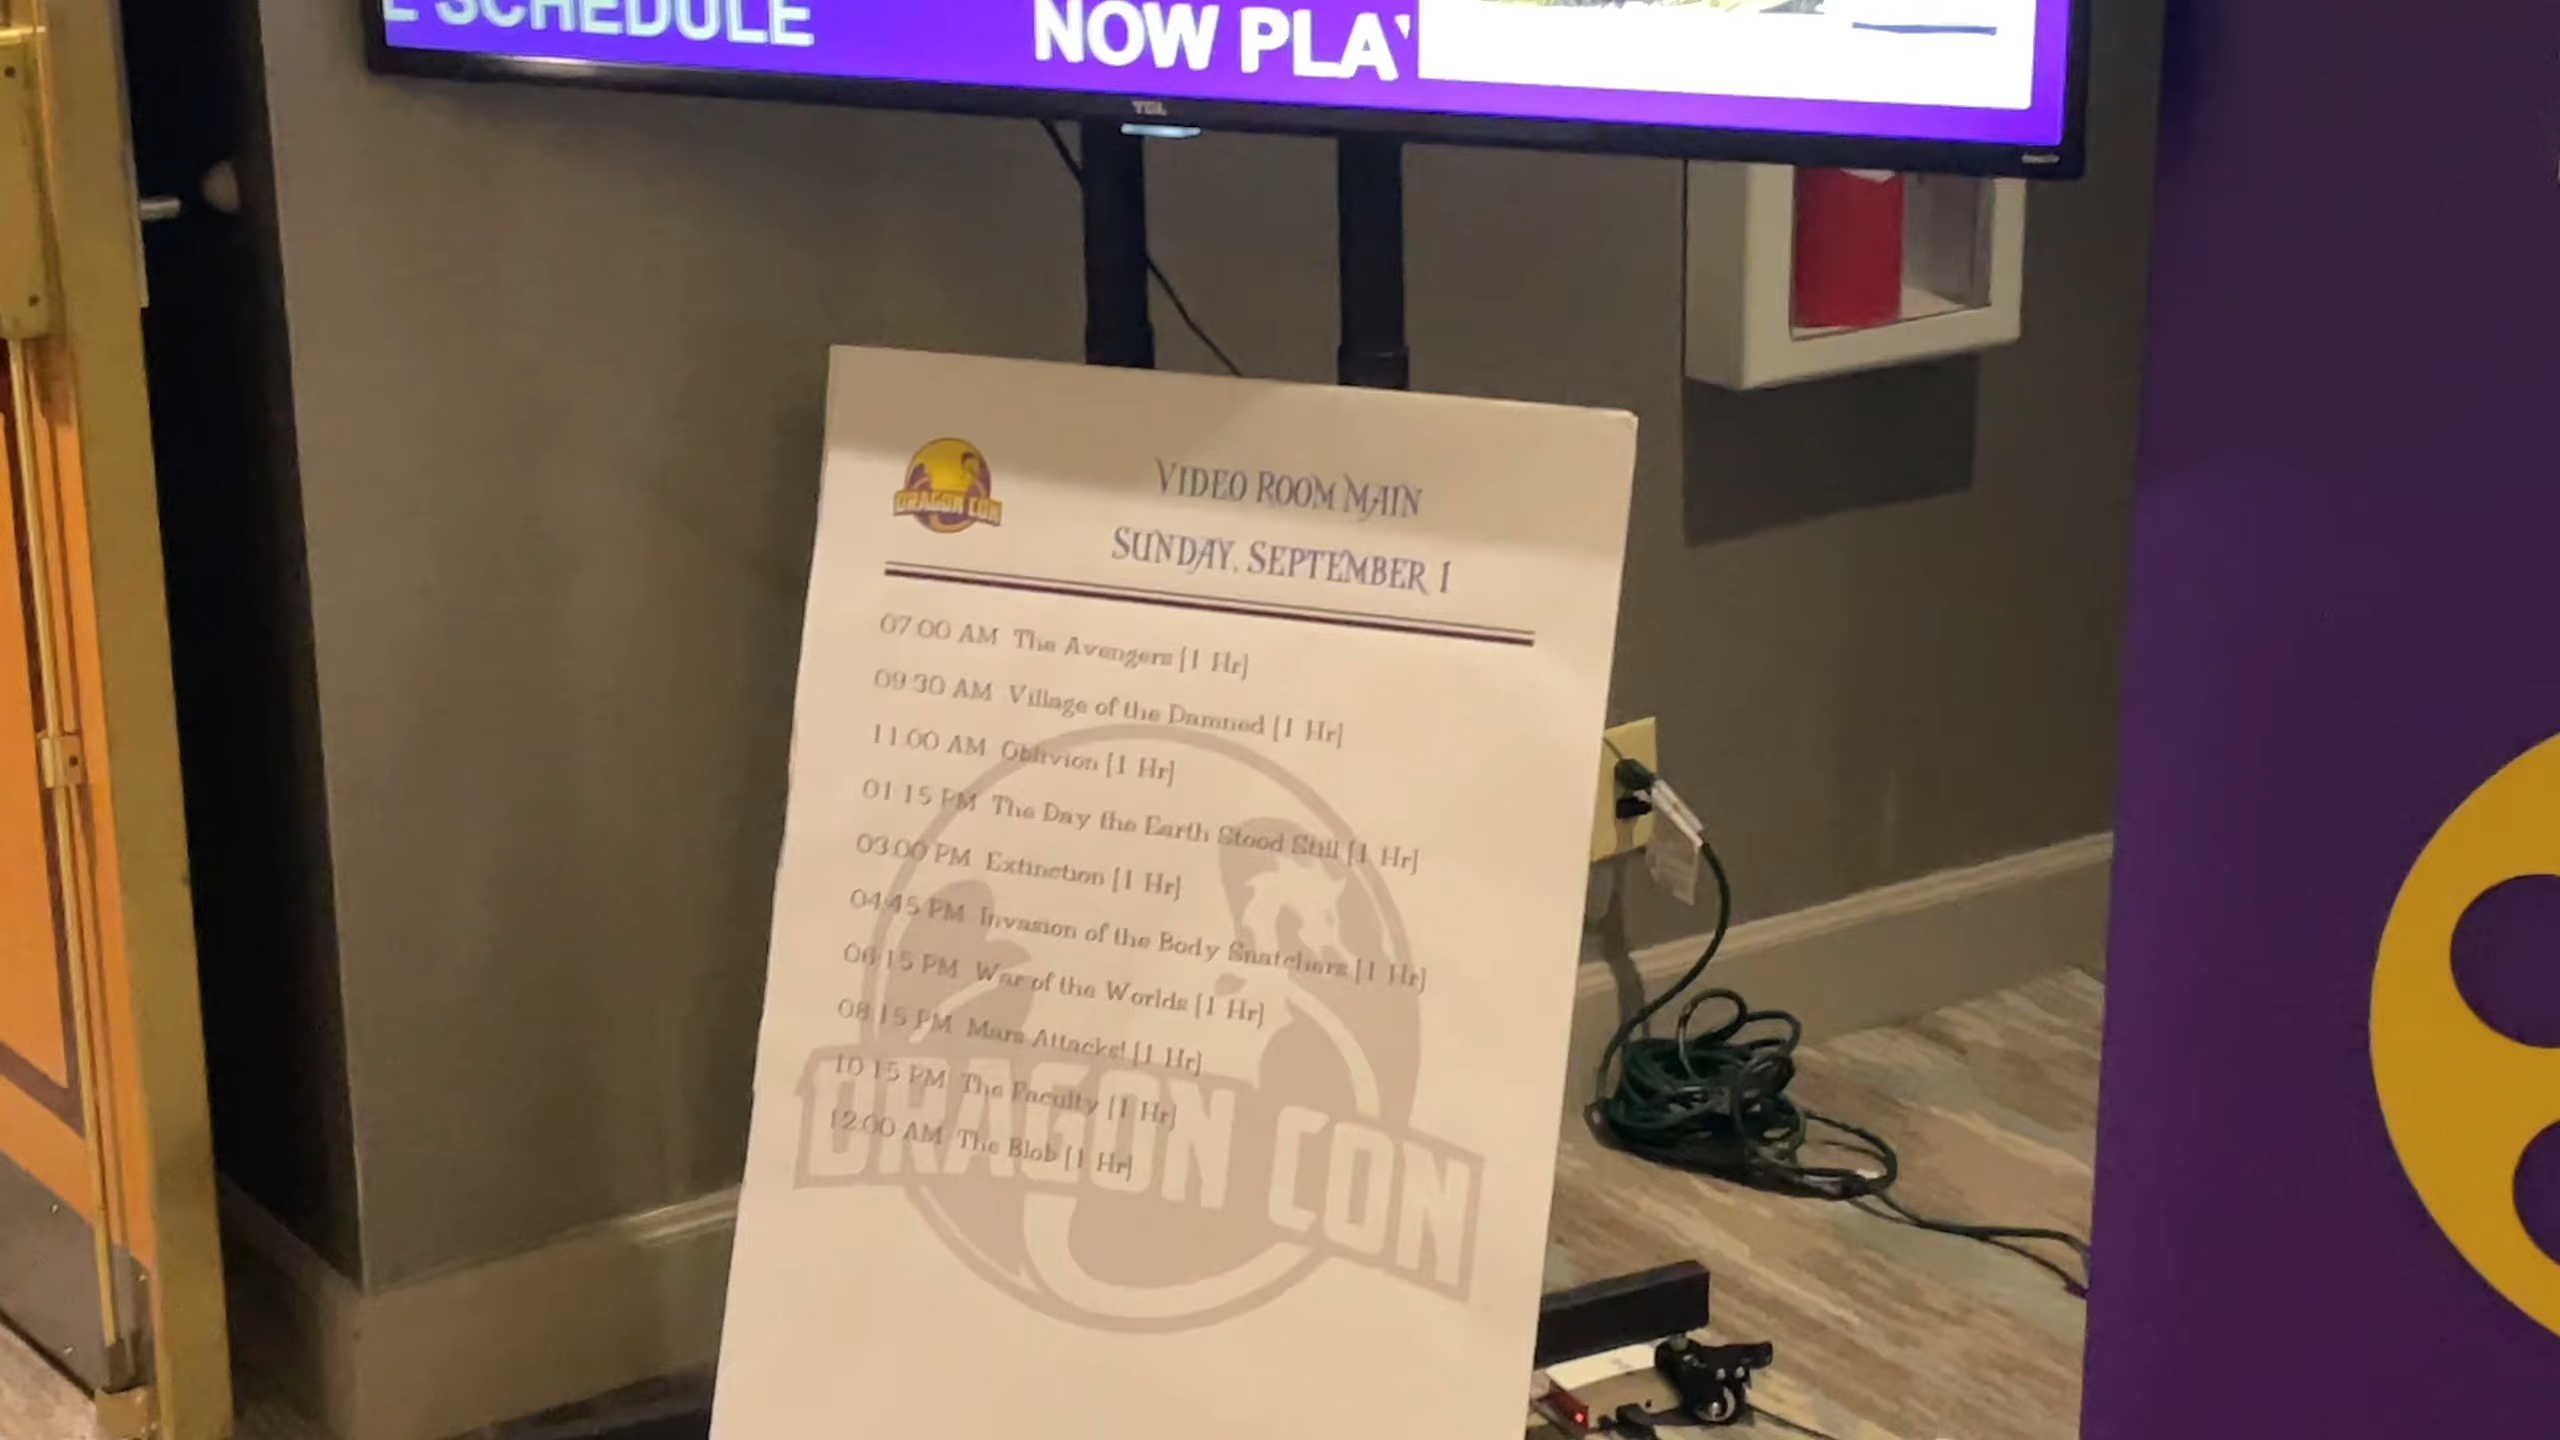 SCHEDULE
NOW PLAY
TCL
DRAGON CON
VIDEO ROOM MAIN
SUNDAY, SEPTEMBER 1
07:00 AM The Avengers [1 Hr]
09:30 AM Village of the Damned [1 Hr]
11:00 AM Oblivion [1 Hr]
01:15 PM The Day the Earth Stood Still [1 Hr]
03:00 PM Extinction [1 Hr]
04:45 PM Invasion of the Body Snatchers [1 Hr]
06:15 PM War of the Worlds [1 Hr]
08:15 PM Mars Attacks! [1 Hr]
10:15 PM The Faculty [1 Hr]
12:00 AM The Blob [1 Hr]
DRAGON CON